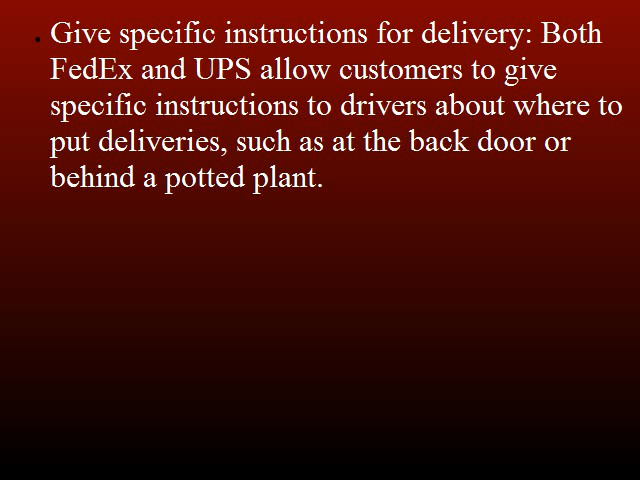 • Give specific instructions for delivery: Both
FedEx and UPS allow customers to give
specific instructions to drivers about where to
put deliveries, such as at the back door or
behind a potted plant.